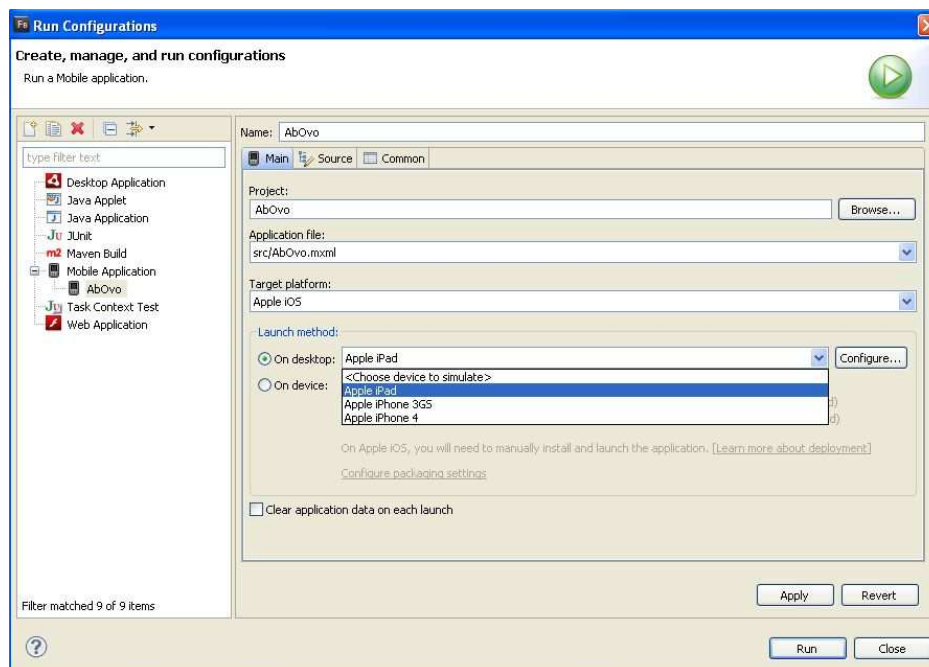 Fb Run Configurations
Create, manage, and run configurations
Run a Mobile application.
type filter text
Desktop Application
Java Applet
Java Application
Ju JUnit
m2 Maven Build
Mobile Application
AbOvo
Ju Task Context Test
Web Application
Filter matched 9 of 9 items
Name: AbOvo
Main Source Common
Project:
AbOvo Browse...
Application file:
src/AbOvo.mxml
Target platform:
Apple iOS
Launch method:
On desktop: Apple iPad Configure...
<Choose device to simulate>
On device: Apple iPad
Apple iPhone 3GS d)
Apple iPhone 4 d)
On Apple iOS, you will need to manually install and launch the application. [Learn more about deployment]
Configure packaging settings
Clear application data on each launch
Apply Revert
? Run Close